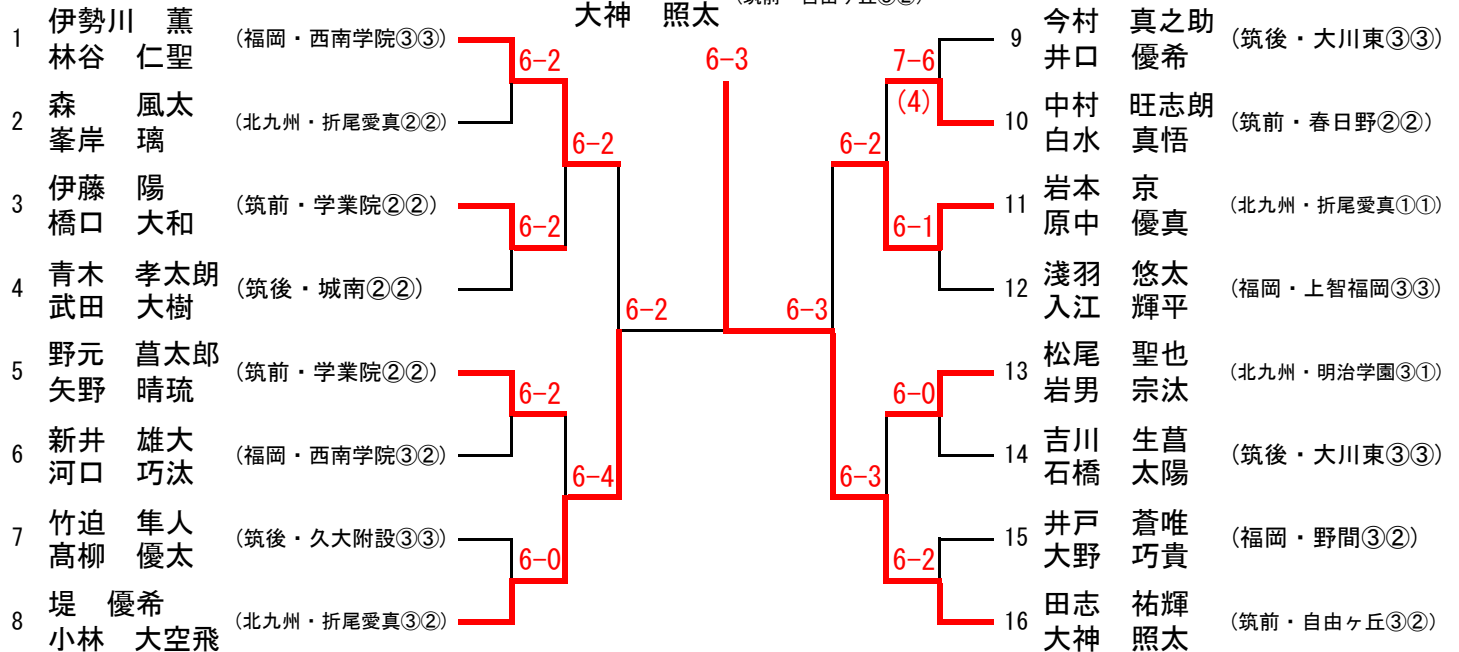 大神　照太
1 伊勢川　薫 (福岡・西南学院③③)
林谷　仁聖
2 森　　風太 (北九州・折尾愛真②②)
峯岸　璃
3 伊藤　陽 (筑前・学業院②②)
橋口　大和
4 青木　孝太朗 (筑後・城南②②)
武田　大樹
5 野元　菖太郎 (筑前・学業院②②)
矢野　晴琉
6 新井　雄大 (福岡・西南学院③②)
河口　巧汰
7 竹迫　隼人 (筑後・久大附設③③)
髙柳　優太
8 堤　優希 (北九州・折尾愛真③②)
小林　大空飛
6-2
6-2
6-2
6-0
6-2
6-4
6-2
6-3
6-3
6-2
6-3
7-6
(4)
6-1
6-0
6-2
9 今村　真之助 (筑後・大川東③③)
井口　優希
10 中村　旺志朗 (筑前・春日野②②)
白水　真悟
11 岩本　京 (北九州・折尾愛真①①)
原中　優真
12 淺羽　悠太 (福岡・上智福岡③③)
入江　輝平
13 松尾　聖也 (北九州・明治学園③①)
岩男　宗汰
14 吉川　生菖 (筑後・大川東③③)
石橋　太陽
15 井戸　蒼唯 (福岡・野間③②)
大野　巧貴
16 田志　祐輝 (筑前・自由ヶ丘③②)
大神　照太